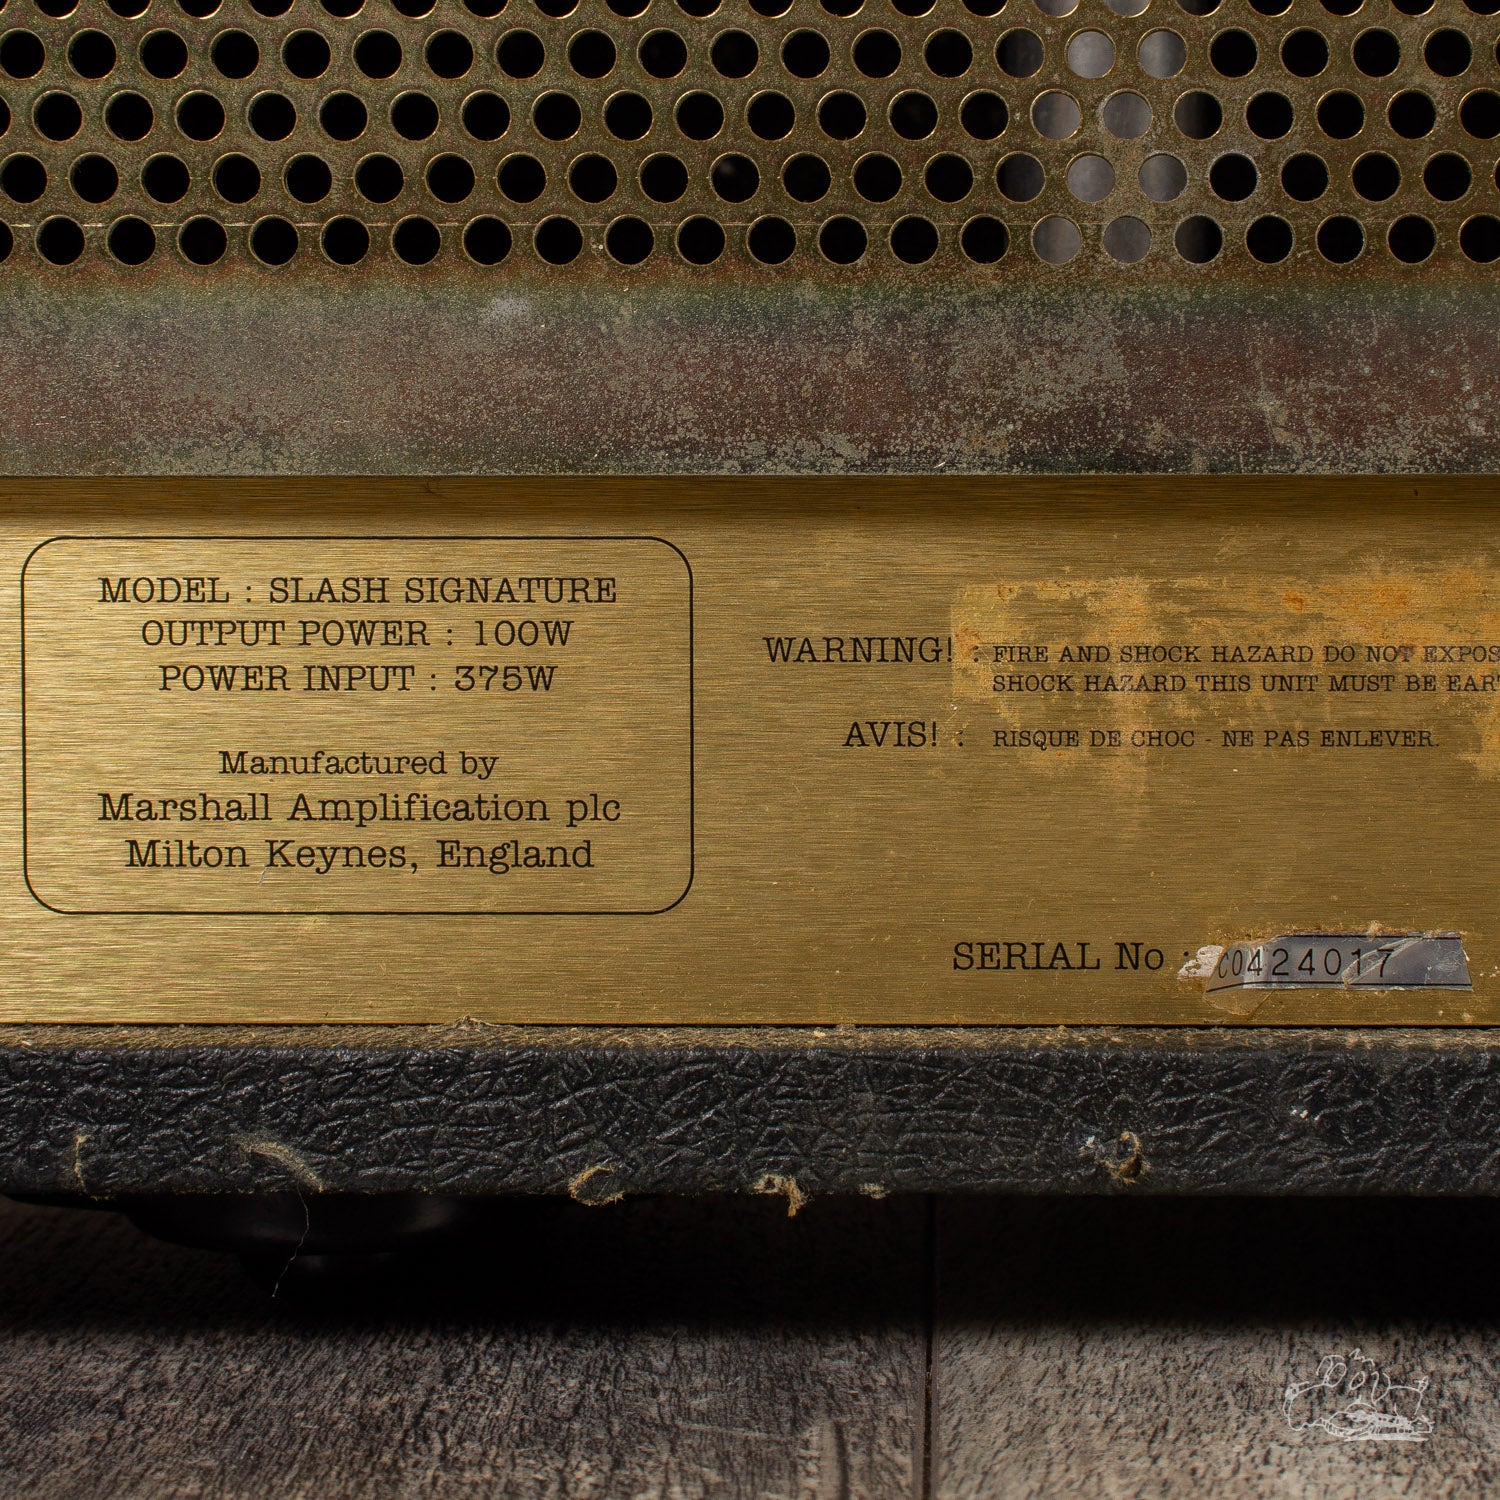 MODEL : SLASH SIGNATURE
OUTPUT POWER : 100W
POWER INPUT : 375W
Manufactured by
Marshall Amplification plc
Milton Keynes, England
WARNING! : FIRE AND SHOCK HAZARD DO NOT EXPOS
SHOCK HAZARD THIS UNIT MUST BE EAR
AVIS! : RISQUE DE CHOC - NE PAS ENLEVER.
SERIAL No : C0424017